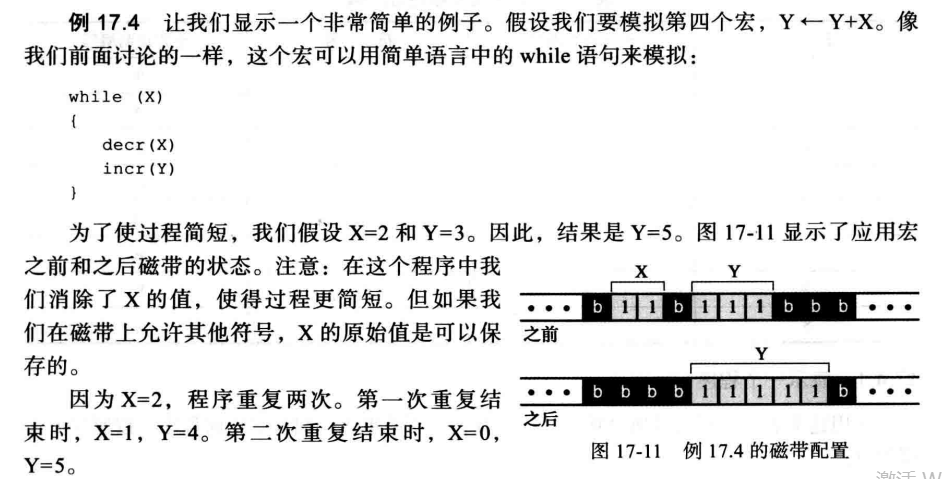 例 17.4 让我们显示一个非常简单的例子。假设我们要模拟第四个宏，Y ← Y+X。像
我们前面讨论的一样，这个宏可以用简单语言中的 while 语句来模拟：
while (X)
{
decr(X)
incr(Y)
}
为了使过程简短，我们假设 X=2 和 Y=3。因此，结果是 Y=5。图 17-11 显示了应用宏
之前和之后磁带的状态。注意：在这个程序中我
们消除了 X 的值，使得过程更简短。但如果我
们在磁带上允许其他符号，X 的原始值是可以保
存的。
因为 X=2，程序重复两次。第一次重复结
束时，X=1，Y=4。第二次重复结束时，X=0，
Y=5。
X Y
••• b 1 1 b 1 1 1 b b b •••
之前
Y
••• b b b b 1 1 1 1 1 b •••
之后
图 17-11 例 17.4 的磁带配置
激活 W